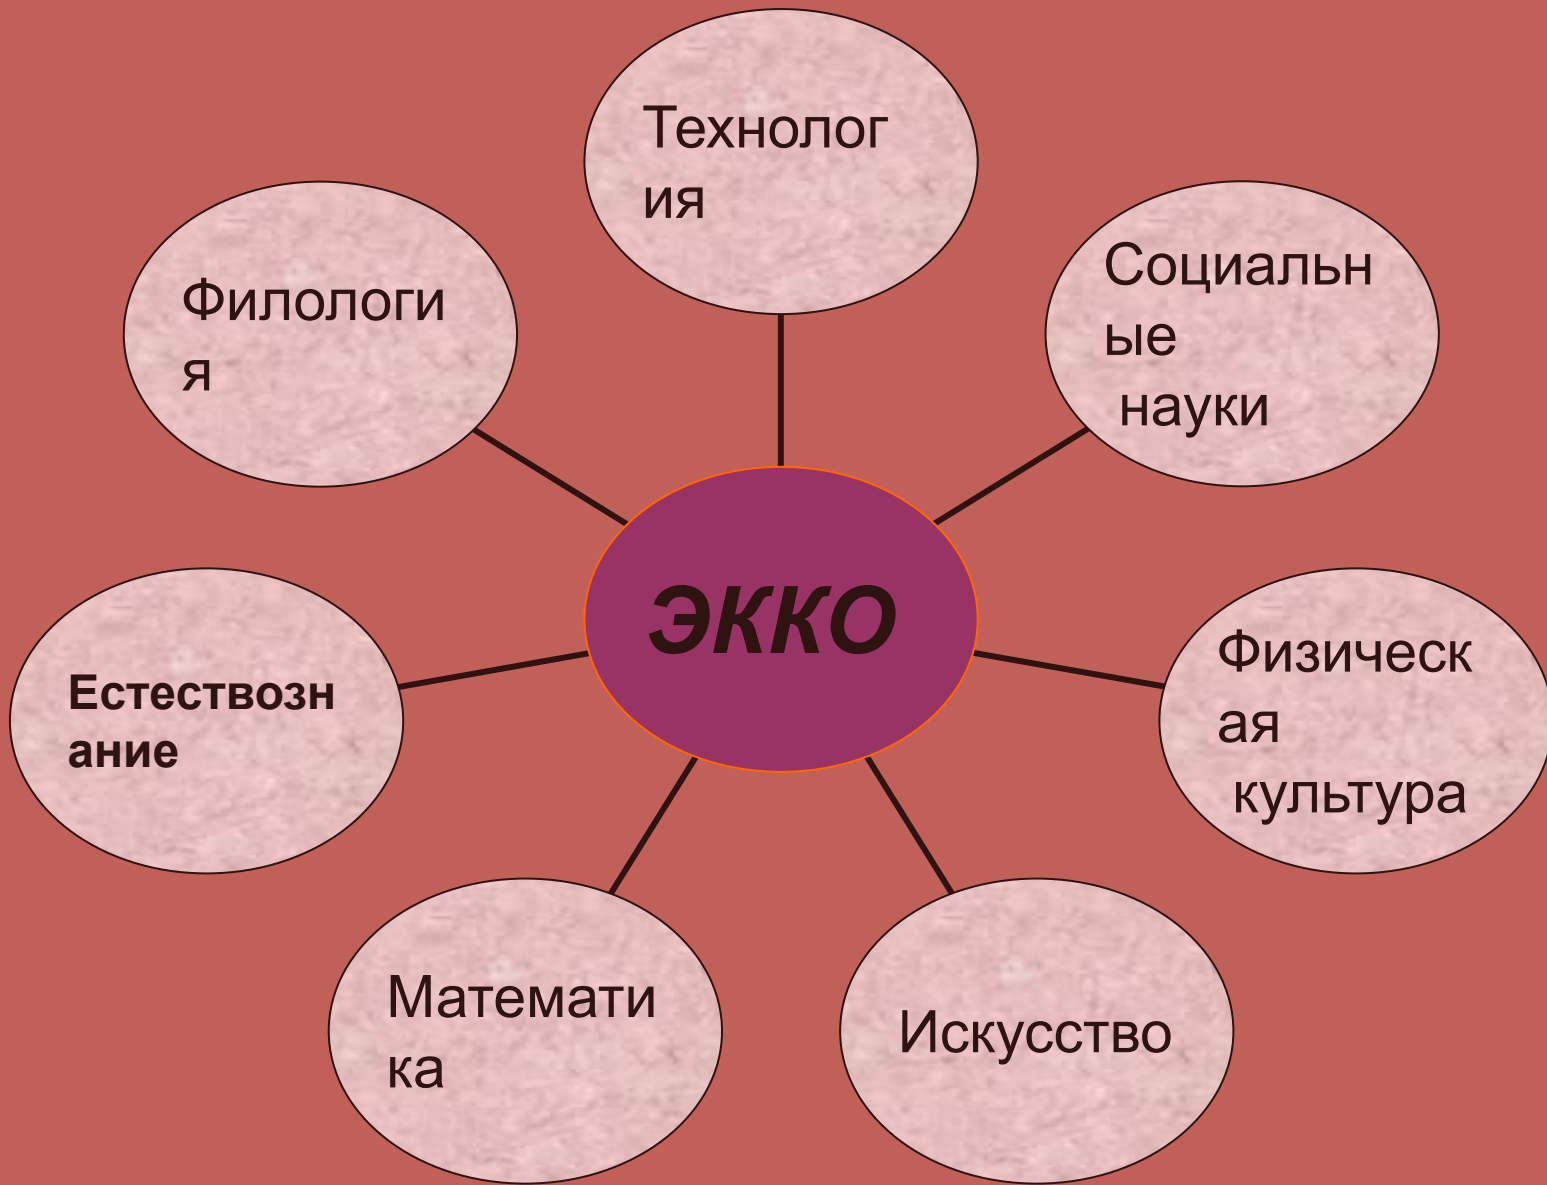 Технолог
ия
Социальн
ые
науки
Филологи
я
ЭККО
Физическ
ая
культура
Естествозн
ание
Математи
ка
Искусство